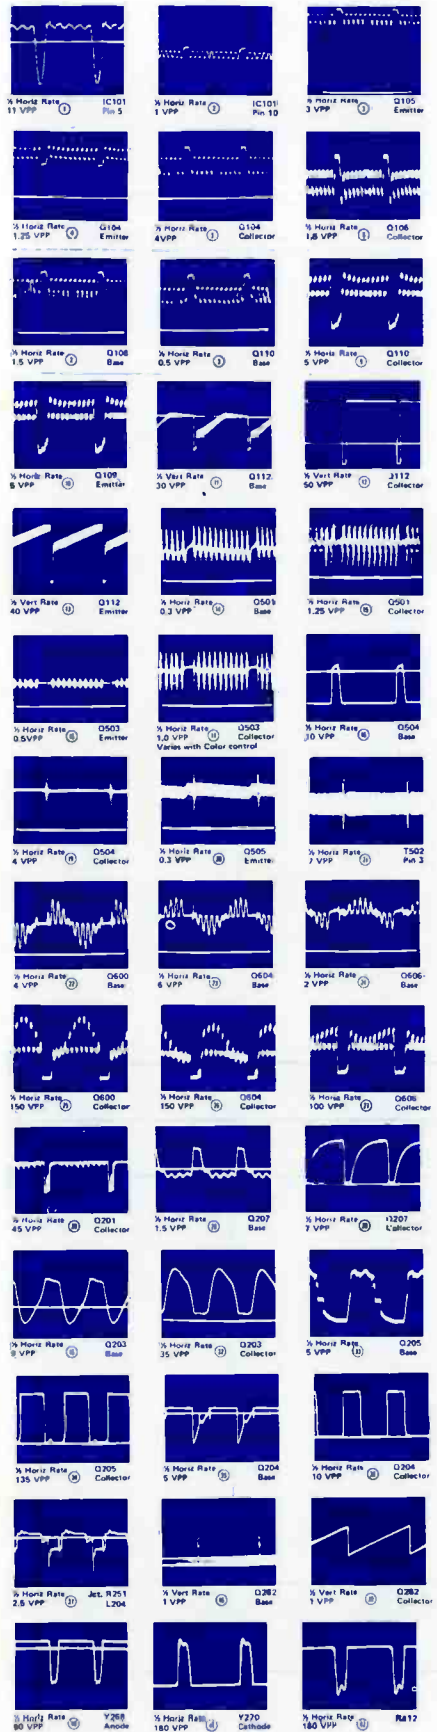 ½ Horiz Rate 1 IC101
11 VPP Pin 5
½ Horiz Rate 2 IC101
1 VPP Pin 10
½ Horiz Rate 3 Q105
3 VPP Emitter
½ Horiz Rate 4 Q104
1.25 VPP Emitter
½ Horiz Rate 5 Q104
4VPP Collector
½ Horiz Rate Q106
1.8 VPP Collector
½ Horiz Rate Q108
1.5 VPP Base
½ Horiz Rate Q110
0.5 VPP Base
½ Horiz Rate 9 Q110
5 VPP Collector
½ Horiz Rate 10 Q109
5 VPP Emitter
½ Vert Rate 11 Q112
30 VPP Base
½ Vert Rate 12 Q112
50 VPP Collector
½ Vert Rate 13 Q112
40 VPP Emitter
½ Horiz Rate 14 Q501
0.3 VPP Base
½ Horiz Rate 15 Q501
1.25 VPP Collector
½ Horiz Rate Q503
0.5VPP Emitter
½ Horiz Rate Q503
1.0 VPP Collector
Varies with Color control
½ Horiz Rate Q504
10 VPP Base
½ Horiz Rate 19 Q504
4 VPP Collector
½ Horiz Rate 20 Q505
0.3 VPP Emitter
½ Horiz Rate 21 T502
7 VPP Pin 3
½ Horiz Rate 22 Q600
4 VPP Base
½ Horiz Rate 23 Q604
6 VPP Base
½ Horiz Rate 24 Q606
2 VPP Base
½ Horiz Rate 25 Q600
150 VPP Collector
½ Horiz Rate 26 Q604
150 VPP Collector
½ Horiz Rate 27 Q606
100 VPP Collector
½ Horiz Rate Q201
45 VPP Collector
½ Horiz Rate Q207
1.5 VPP Base
½ Horiz Rate Q207
7 VPP Collector
½ Horiz Rate Q203
VPP Base
½ Horiz Rate 32 Q203
35 VPP Collector
½ Horiz Rate 33 Q205
5 VPP Base
½ Horiz Rate Q205
135 VPP Collector
½ Horiz Rate Q204
5 VPP Base
½ Horiz Rate Q204
10 VPP Collector
½ Horiz Rate 37 Jct. R251
2.5 VPP L204
½ Vert Rate Q262
1 VPP Base
½ Vert Rate Q262
1 VPP Collector
½ Horiz Rate Y268
VPP Anode
½ Horiz Rate Y270
180 VPP Cathode
½ Horiz Rate R412
180 VPP